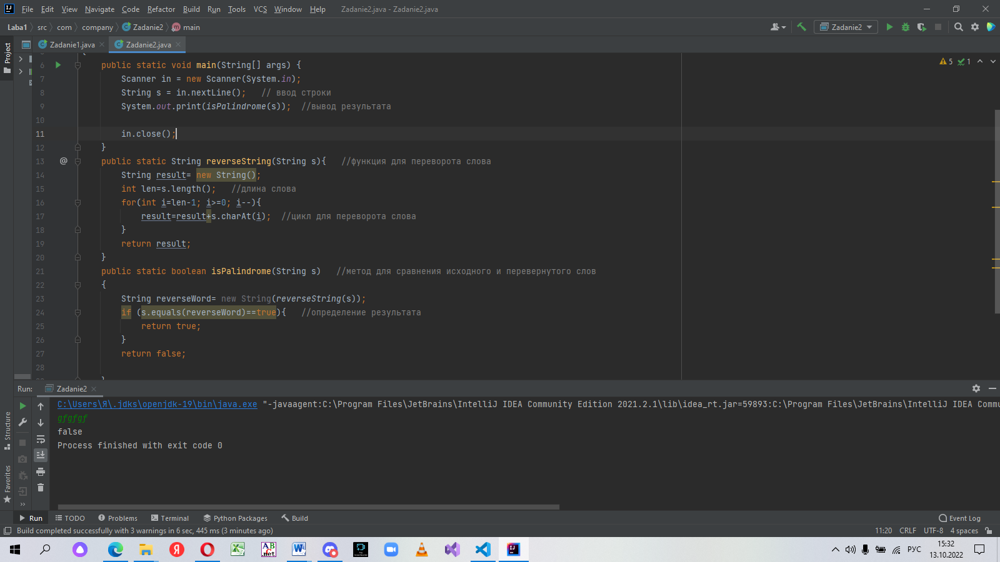 File Edit View Navigate Code Refactor Build Run Tools VCS Window Help Zadanie2.java - Zadanie2.java
Laba1 src com company Zadanie2 main Zadanie2
Project
Zadanie1.java Zadanie2.java
6 public static void main(String[] args) { 5 1
7 Scanner in = new Scanner(System.in);
8 String s = in.nextLine(); // ввод строки
9 System.out.print(isPalindrome(s)); //вывод результата
10
11 in.close();
12 }
13 @ public static String reverseString(String s){ //функция для переворота слова
14 String result= new String();
15 int len=s.length(); //длина слова
16 for(int i=len-1; i>=0; i--){
17 result=result+s.charAt(i); //цикл для переворота слова
18 }
19 return result;
20 }
21 public static boolean isPalindrome(String s) //метод для сравнения исходного и перевернутого слов
22 {
23 String reverseWord= new String(reverseString(s));
24 if (s.equals(reverseWord)==true){ //определение результата
25 return true;
26 }
27 return false;
28
Run: Zadanie2
C:\Users\Я\.jdks\openjdk-19\bin\java.exe "-javaagent:C:\Program Files\JetBrains\IntelliJ IDEA Community Edition 2021.2.1\lib\idea_rt.jar=59893:C:\Program Files\JetBrains\IntelliJ IDEA Commu
gfgfgf
false
Process finished with exit code 0
Structure
Favorites
Run TODO Problems Terminal Python Packages Build Event Log
Build completed successfully with 3 warnings in 6 sec, 445 ms (3 minutes ago) 11:20 CRLF UTF-8 4 spaces
РУС 15:32
13.10.2022